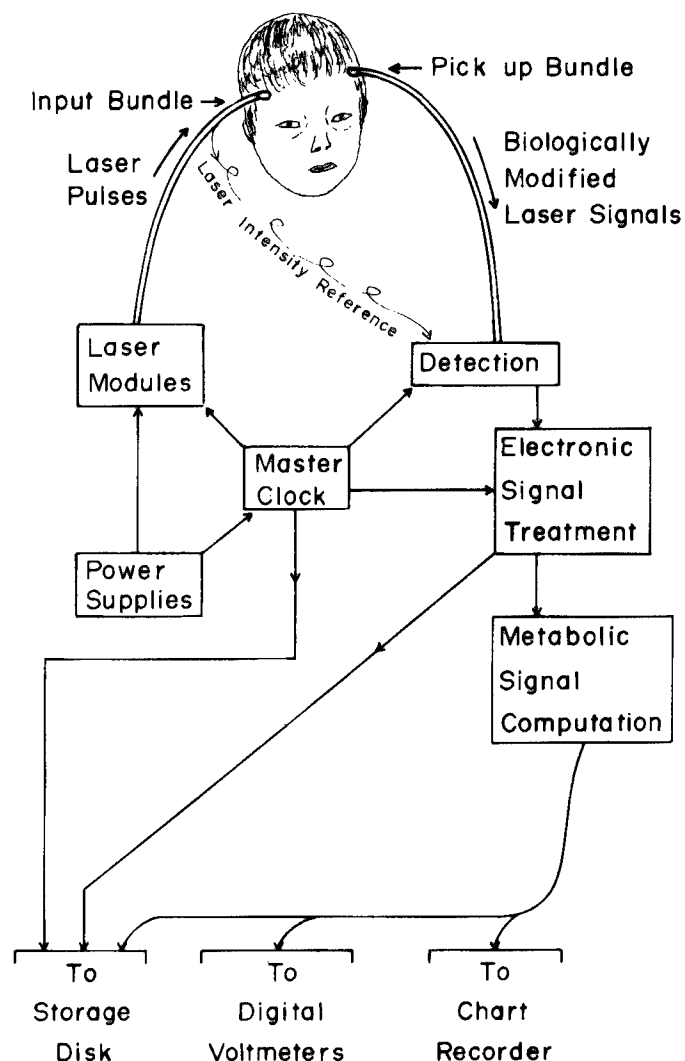 Pick up Bundle
Input Bundle
Laser
Pulses
Biologically
Modified
Laser Signals
Laser Intensity Reference
Laser
Modules
Detection
Master
Clock
Electronic
Signal
Treatment
Power
Supplies
Metabolic
Signal
Computation
To
Storage
Disk
To
Digital
Voltmeters
To
Chart
Recorder